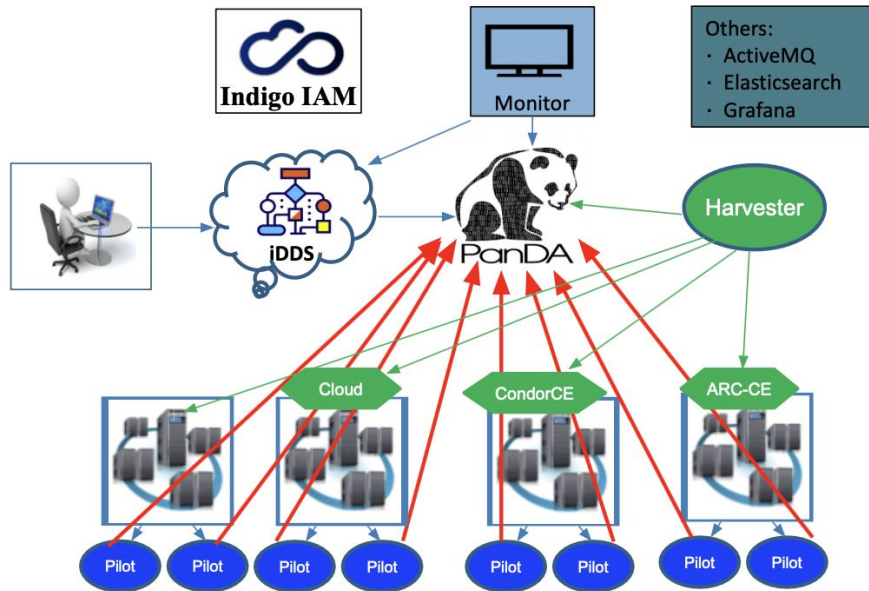 Indigo IAM
Monitor
Others:
· ActiveMQ
· Elasticsearch
· Grafana
iDDS
PanDA
Harvester
Cloud
CondorCE
ARC-CE
Pilot
Pilot
Pilot
Pilot
Pilot
Pilot
Pilot
Pilot